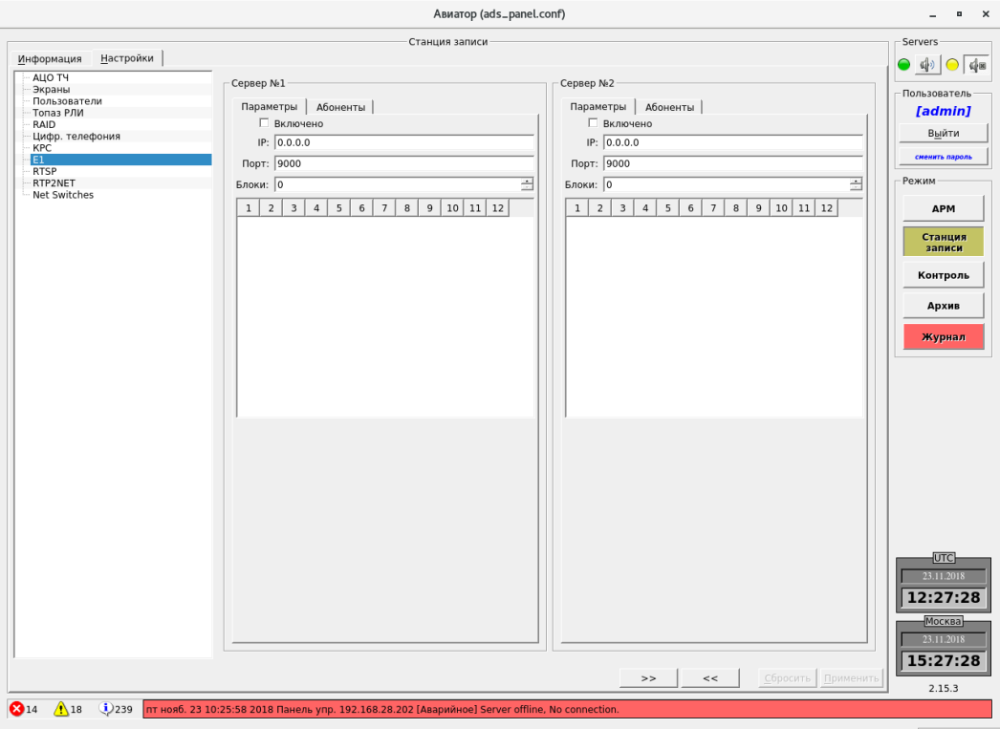 Авиатор (ads_panel.conf)
Станция записи
Информация
Настройки
АЦО ТЧ
Экраны
Пользователи
Топаз РЛИ
RAID
Цифр. телефония
КРС
E1
RTSP
RTP2NET
Net Switches
Сервер №1
Параметры
Абоненты
Включено
IP: 0.0.0.0
Порт: 9000
Блоки: 0
1 2 3 4 5 6 7 8 9 10 11 12
Сервер №2
Параметры
Абоненты
Включено
IP: 0.0.0.0
Порт: 9000
Блоки: 0
1 2 3 4 5 6 7 8 9 10 11 12
>> << Сбросить Применить
Servers
Пользователь
[admin]
Выйти
сменить пароль
Режим
АРМ
Станция
записи
Контроль
Архив
Журнал
UTC
23.11.2018
12:27:28
Москва
23.11.2018
15:27:28
2.15.3
14 18 239 пт нояб. 23 10:25:58 2018 Панель упр. 192.168.28.202 [Аварийное] Server offline, No connection.